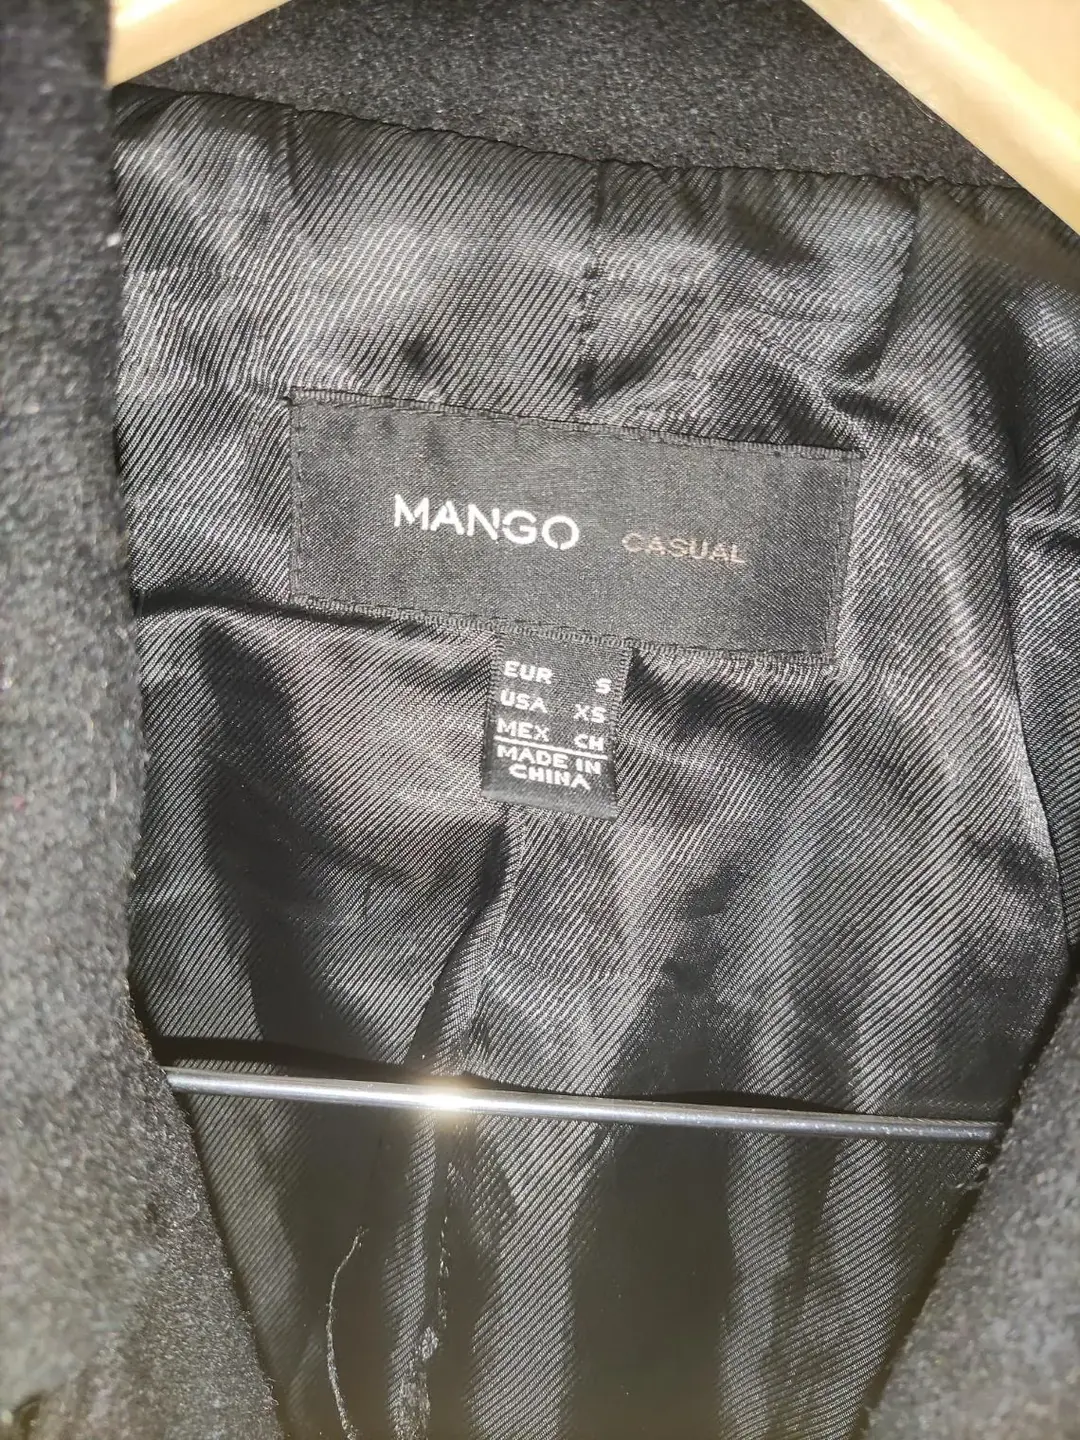 MANGO CASUAL
EUR S
USA XS
MEX CH
MADE IN
CHINA